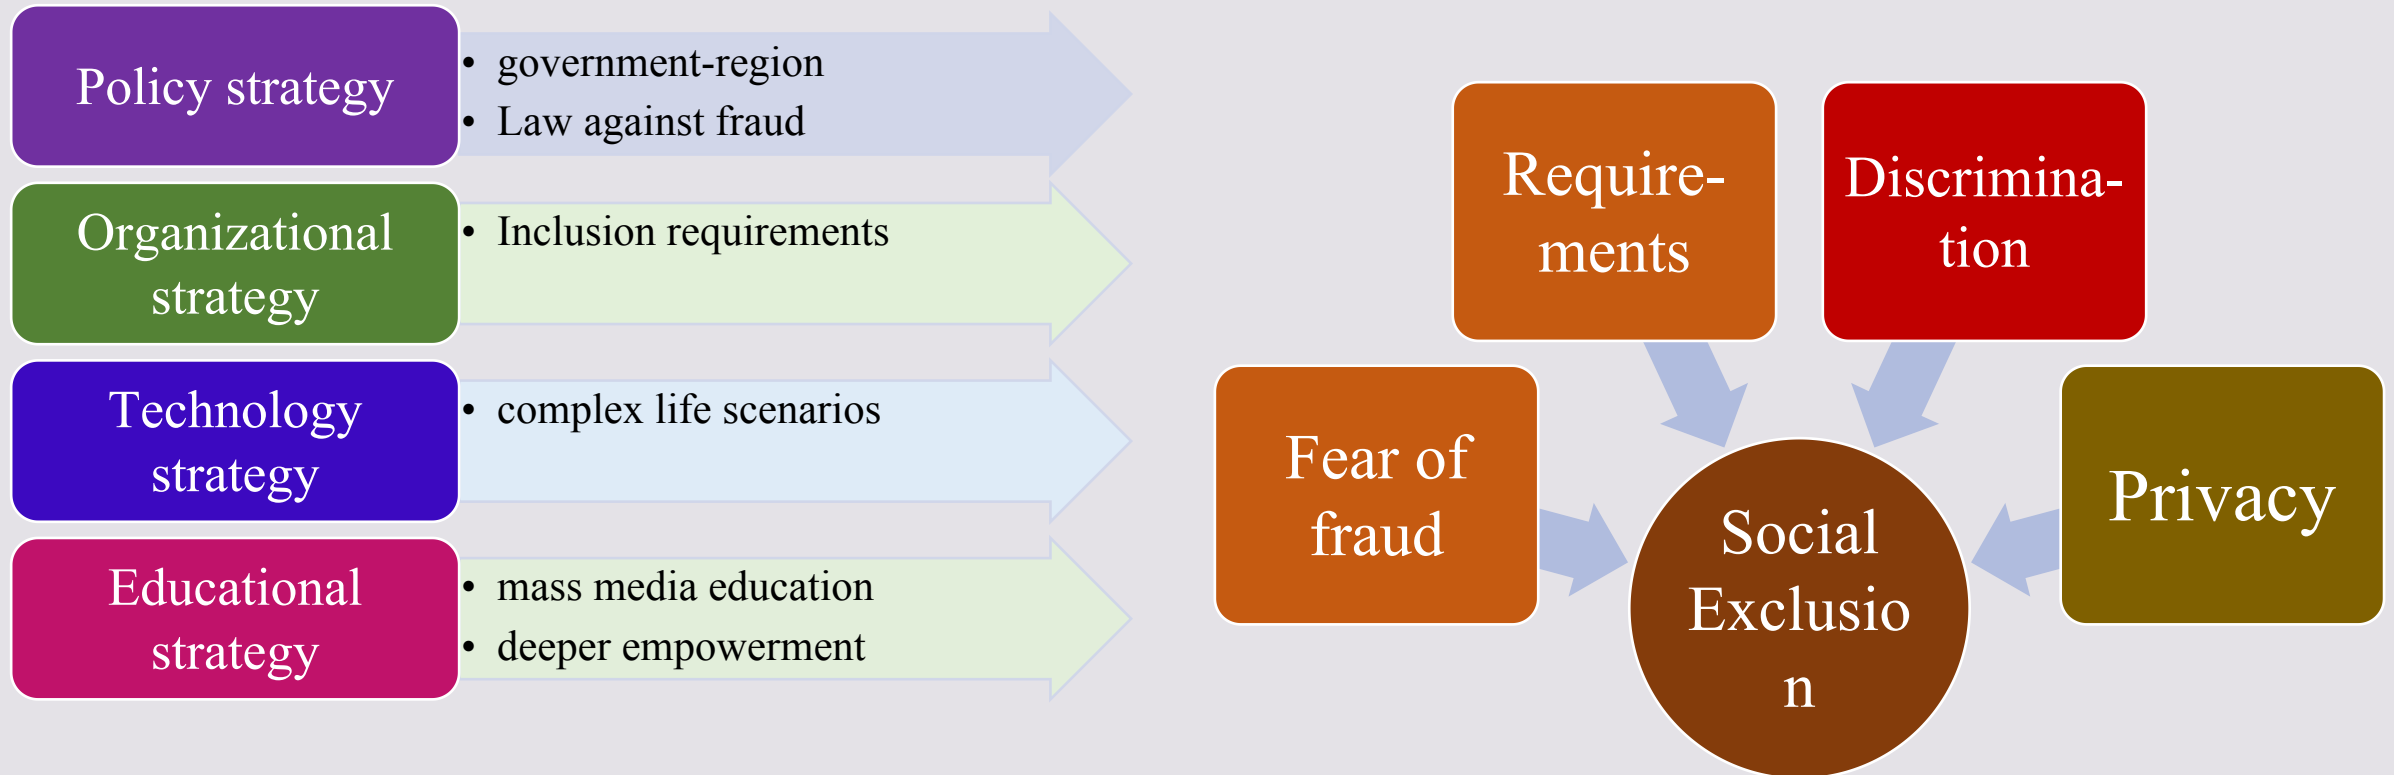 Policy strategy
• government-region
• Law against fraud
Organizational
strategy
• Inclusion requirements
Technology
strategy
• complex life scenarios
Educational
strategy
• mass media education
• deeper empowerment
Require-
ments
Discrimina-
tion
Fear of
fraud
Privacy
Social
Exclusio
n